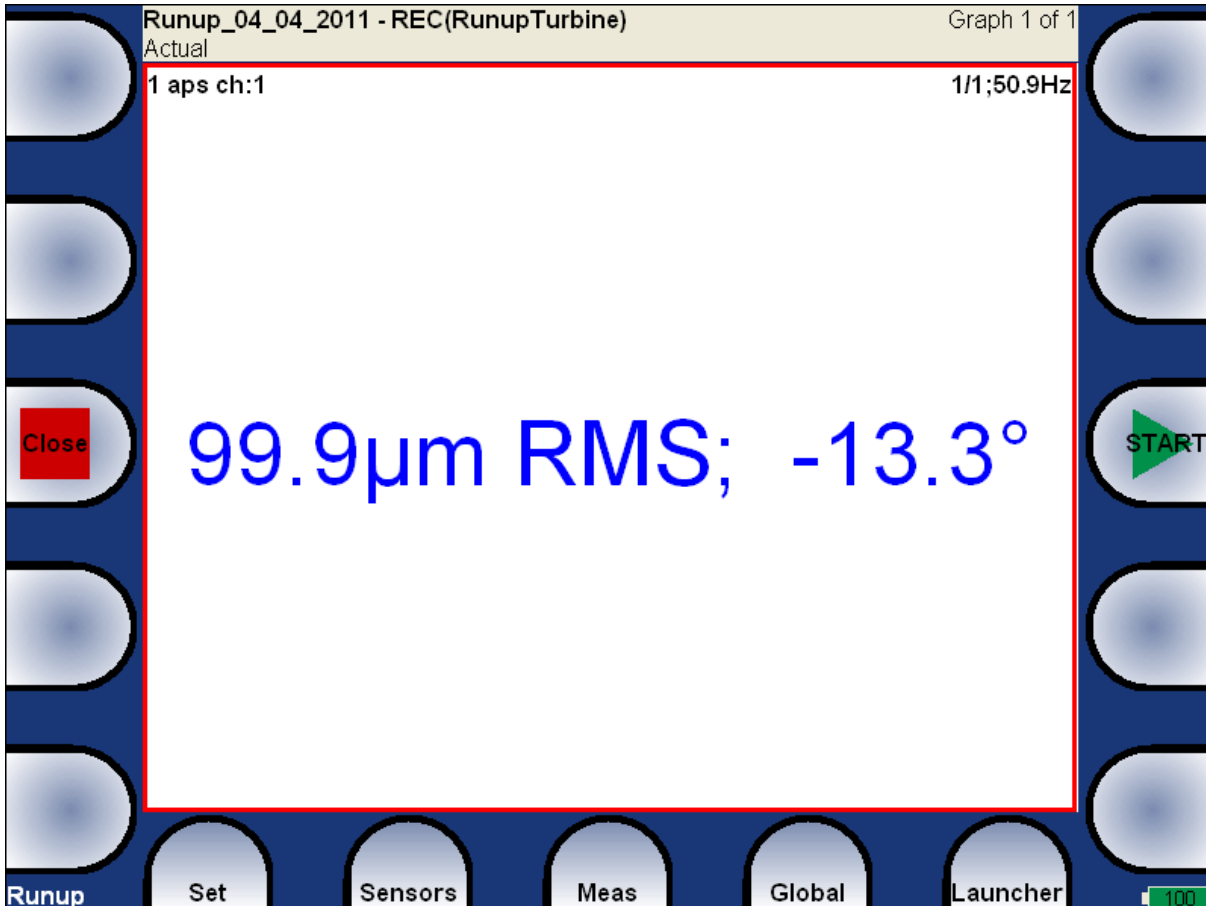 Runup_04_04_2011 - REC(RunupTurbine) Graph 1 of 1
Actual
1 aps ch:1 1/1;50.9Hz
Close
99.9µm RMS; -13.3°
START
Runup
Set
Sensors
Meas
Global
Launcher
100